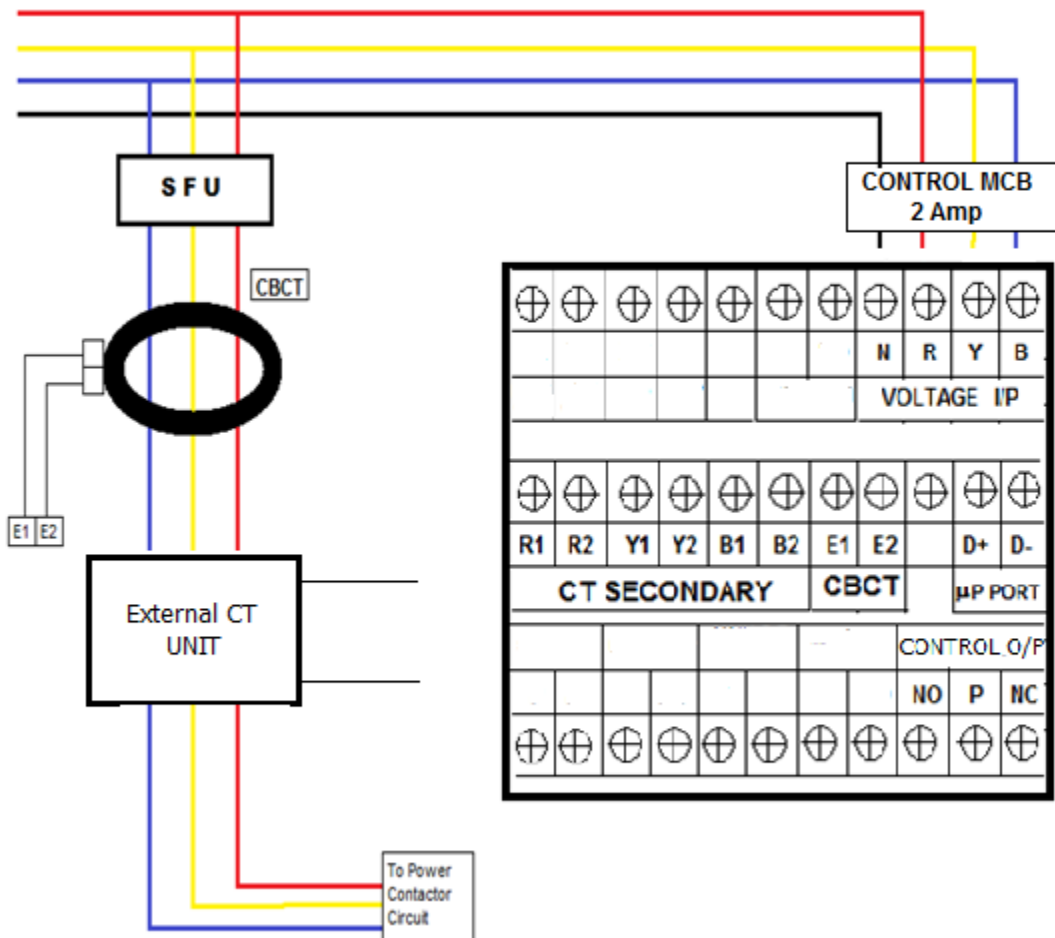 S F U
CONTROL MCB
2 Amp
CBCT
N R Y B
VOLTAGE I/P
E1 E2
R1 R2 Y1 Y2 B1 B2 E1 E2 D+ D-
CT SECONDARY CBCT µP PORT
External CT
UNIT
CONTROL O/P
NO P NC
To Power
Contactor
Circuit